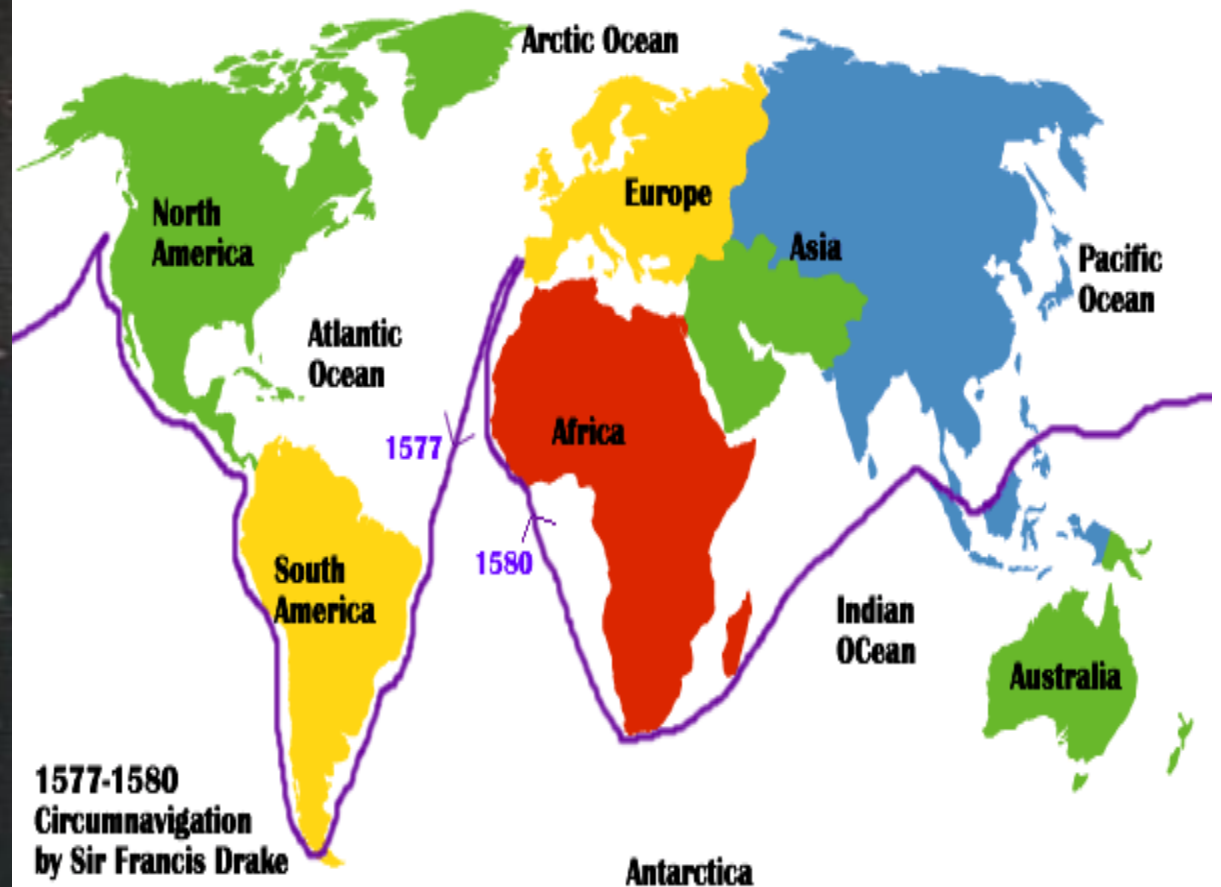 Arctic Ocean
North
America
Europe
Asia
Pacific
Ocean
Atlantic
Ocean
1577
Africa
1580
South
America
Indian
OCean
Australia
1577-1580
Circumnavigation
by Sir Francis Drake
Antarctica